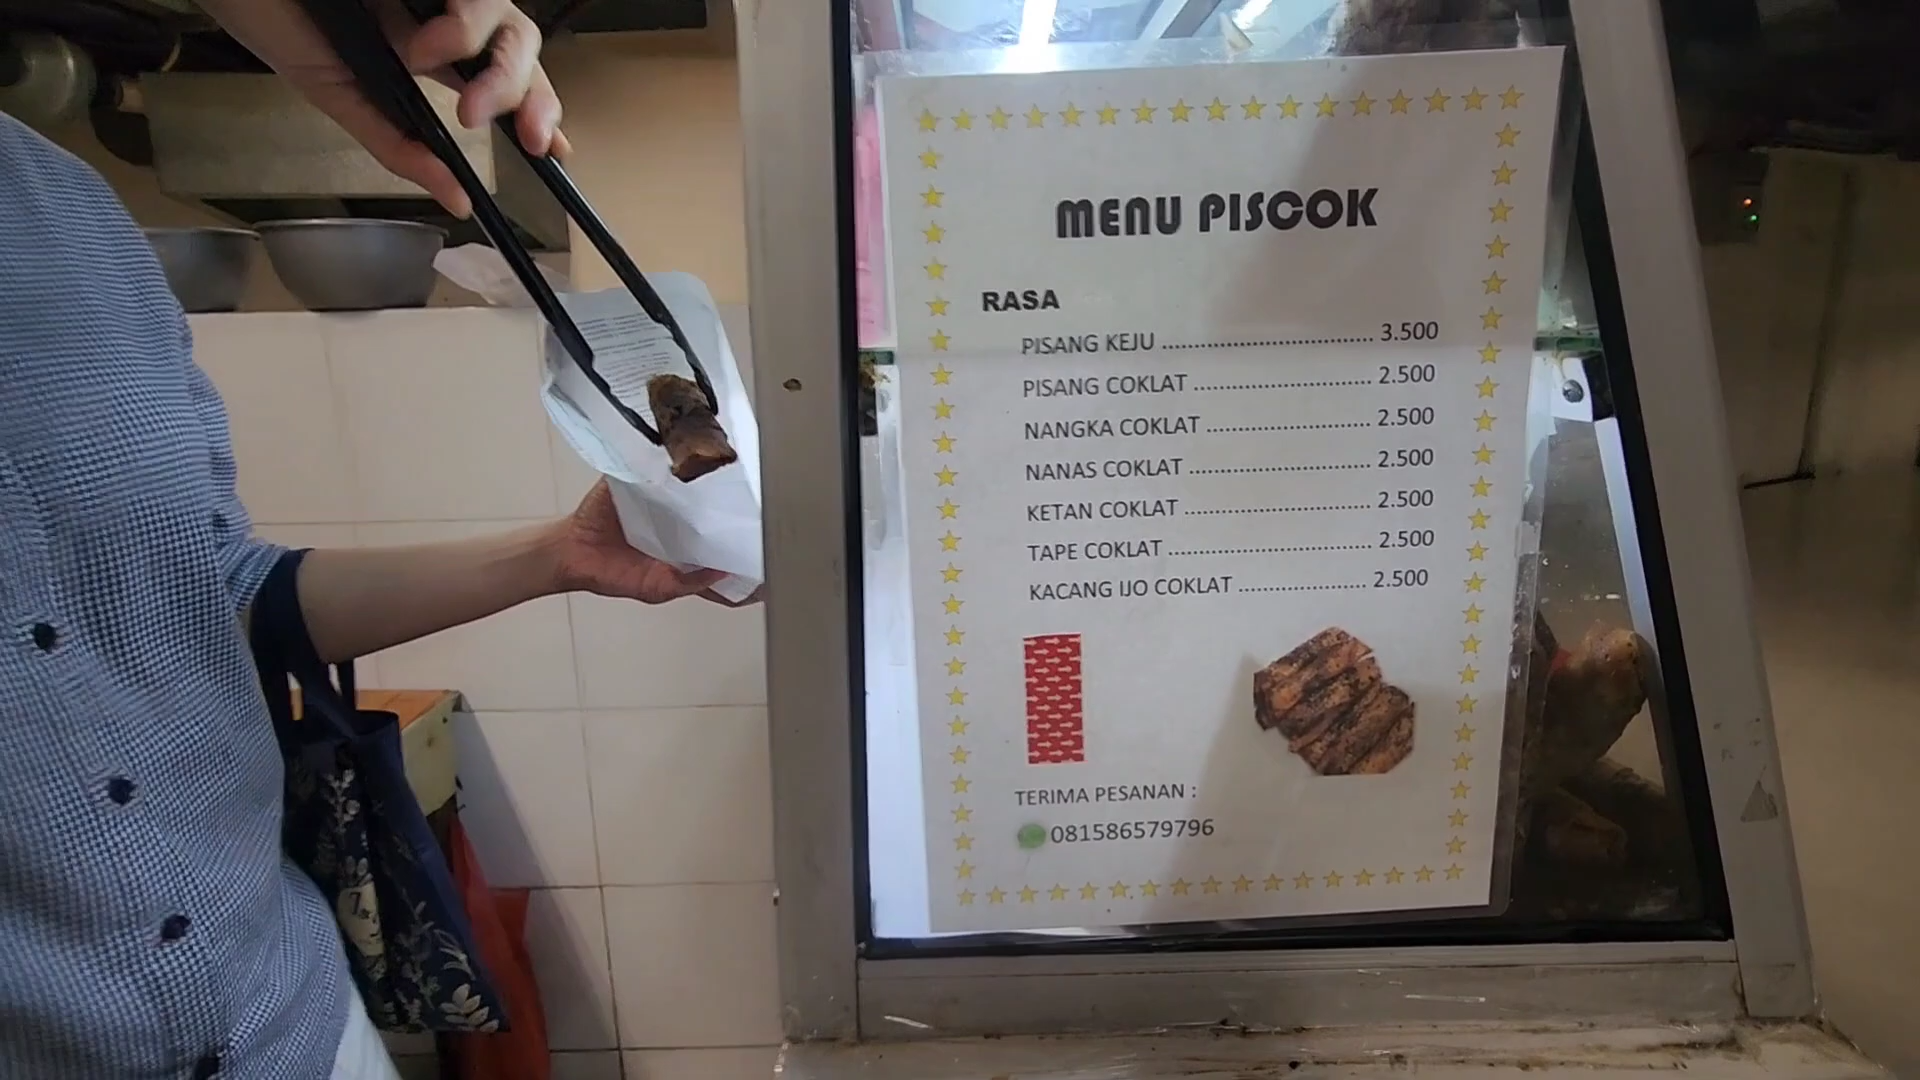 MENU PISCOK
RASA
PISANG KEJU ................................ 3.500
PISANG COKLAT ........................... 2.500
NANGKA COKLAT ......................... 2.500
NANAS COKLAT ........................... 2.500
KETAN COKLAT ............................ 2.500
TAPE COKLAT .............................. 2.500
KACANG IJO COKLAT .................. 2.500
TERIMA PESANAN :
081586579796